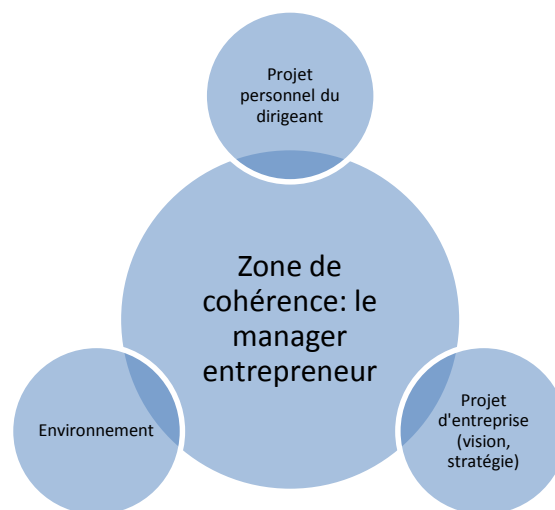 Projet
personnel du
dirigeant
Zone de
cohérence: le
manager
entrepreneur
Environnement
Projet
d'entreprise
(vision,
stratégie)